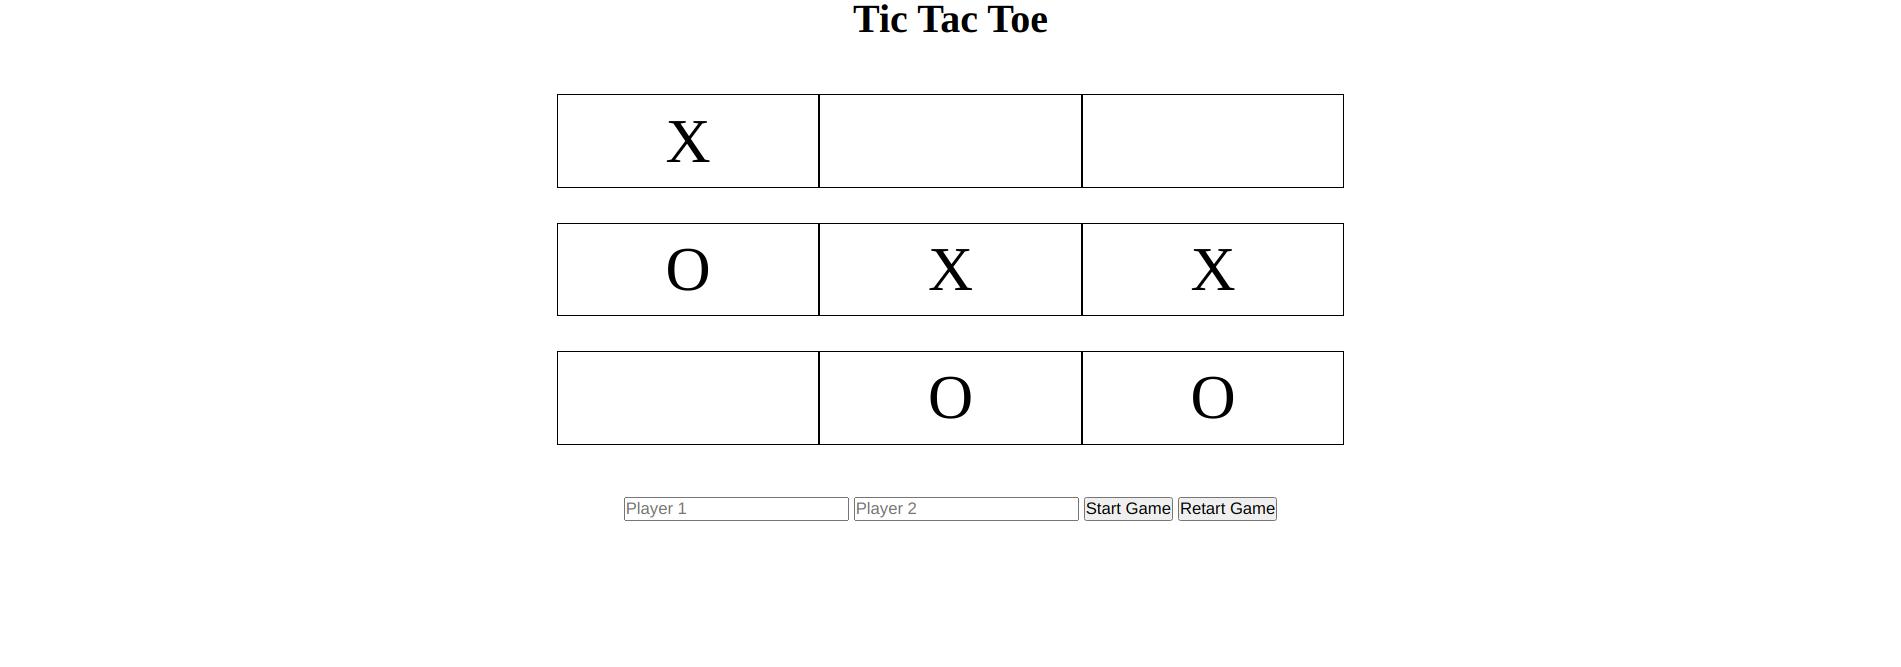 Tic Tac Toe
X
O X X
O O
Player 1 Player 2 Start Game Retart Game